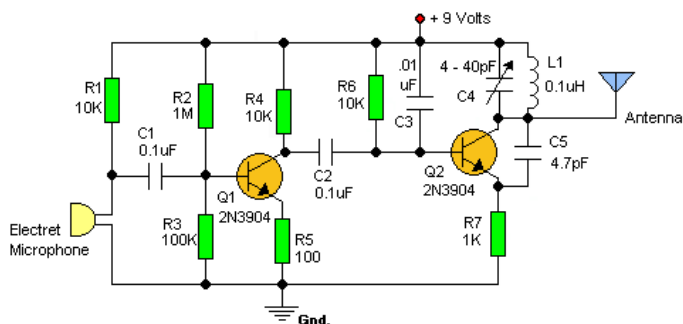 + 9 Volts
R1
10K
R2
1M
R4
10K
R6
10K
.01
uF
C3
4 - 40pF
C4
L1
0.1uH
Antenna
C1
0.1uF
C2
0.1uF
Q1
2N3904
Q2
2N3904
C5
4.7pF
Electret
Microphone
R3
100K
R5
100
R7
1K
Gnd.